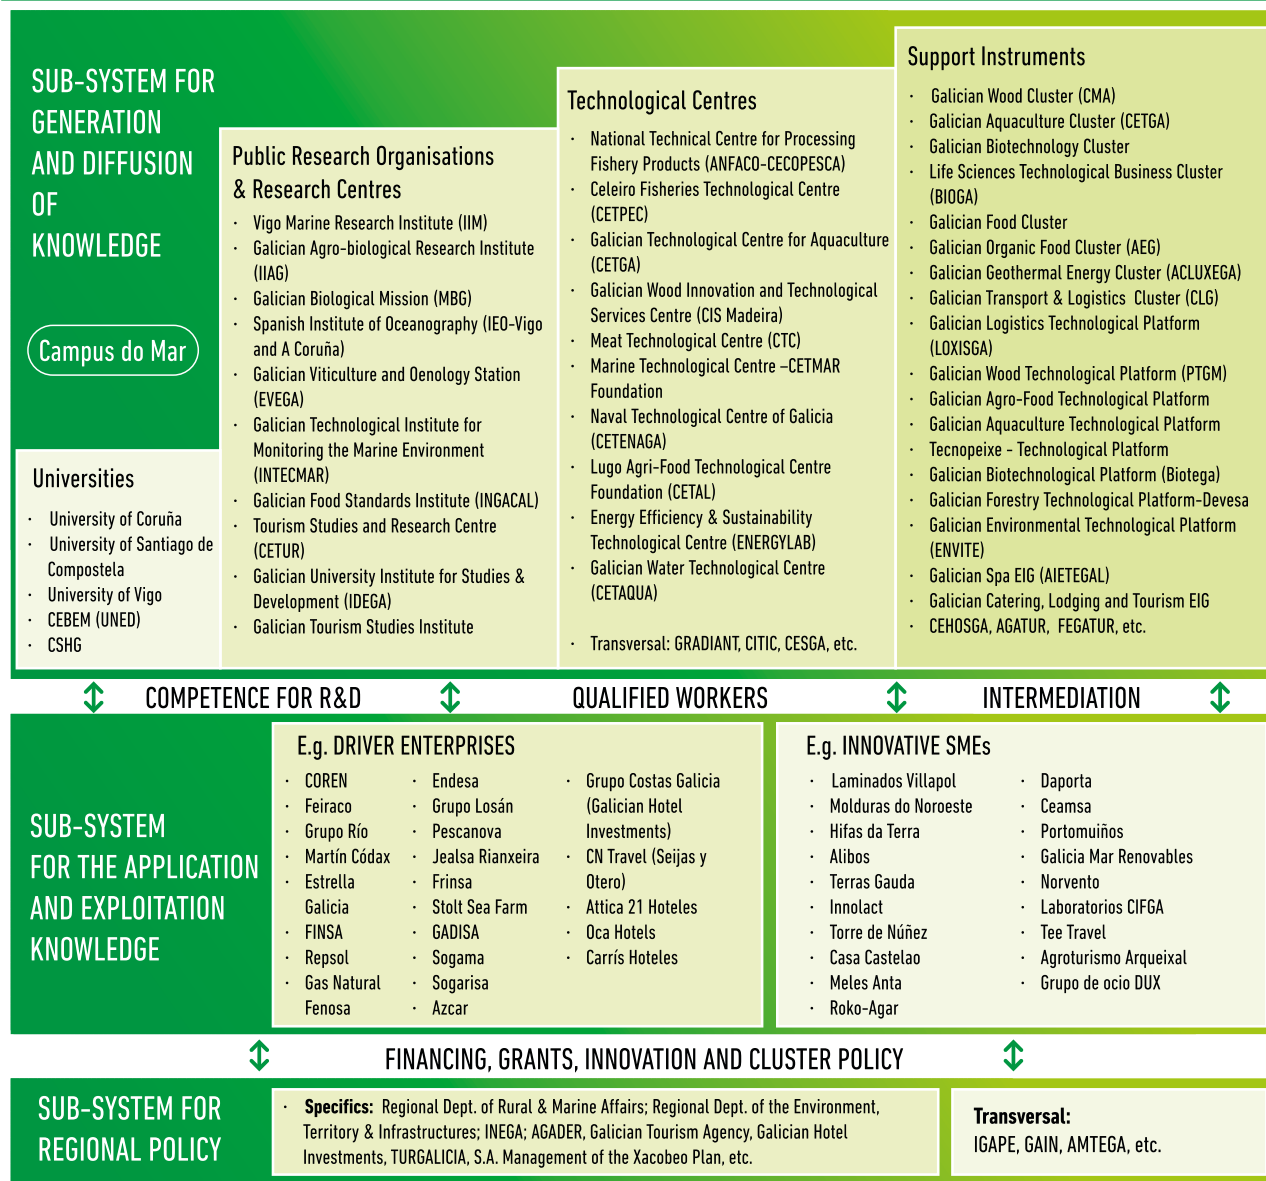 SUB-SYSTEM FOR
GENERATION
AND DIFFUSION
OF
KNOWLEDGE
Campus do Mar
Universities
· University of Coruña
· University of Santiago de
Compostela
· University of Vigo
· CEBEM (UNED)
· CSHG
Public Research Organisations
& Research Centres
· Vigo Marine Research Institute (IIM)
· Galician Agro-biological Research Institute
(IIAG)
· Galician Biological Mission (MBG)
· Spanish Institute of Oceanography (IEO-Vigo
and A Coruña)
· Galician Viticulture and Oenology Station
(EVEGA)
· Galician Technological Institute for
Monitoring the Marine Environment
(INTECMAR)
· Galician Food Standards Institute (INGACAL)
· Tourism Studies and Research Centre
(CETUR)
· Galician University Institute for Studies &
Development (IDEGA)
· Galician Tourism Studies Institute
Technological Centres
· National Technical Centre for Processing
Fishery Products (ANFACO-CECOPESCA)
· Celeiro Fisheries Technological Centre
(CETPEC)
· Galician Technological Centre for Aquaculture
(CETGA)
· Galician Wood Innovation and Technological
Services Centre (CIS Madeira)
· Meat Technological Centre (CTC)
· Marine Technological Centre –CETMAR
Foundation
· Naval Technological Centre of Galicia
(CETENAGA)
· Lugo Agri-Food Technological Centre
Foundation (CETAL)
· Energy Efficiency & Sustainability
Technological Centre (ENERGYLAB)
· Galician Water Technological Centre
(CETAQUA)
· Transversal: GRADIANT, CITIC, CESGA, etc.
Support Instruments
· Galician Wood Cluster (CMA)
· Galician Aquaculture Cluster (CETGA)
· Galician Biotechnology Cluster
· Life Sciences Technological Business Cluster
(BIOGA)
· Galician Food Cluster
· Galician Organic Food Cluster (AEG)
· Galician Geothermal Energy Cluster (ACLUXEGA)
· Galician Transport & Logistics Cluster (CLG)
· Galician Logistics Technological Platform
(LOXISGA)
· Galician Wood Technological Platform (PTGM)
· Galician Agro-Food Technological Platform
· Galician Aquaculture Technological Platform
· Tecnopeixe - Technological Platform
· Galician Biotechnological Platform (Biotega)
· Galician Forestry Technological Platform-Devesa
· Galician Environmental Technological Platform
(ENVITE)
· Galician Spa EIG (AIETEGAL)
· Galician Catering, Lodging and Tourism EIG
· CEHOSGA, AGATUR, FEGATUR, etc.
COMPETENCE FOR R&D
QUALIFIED WORKERS
INTERMEDIATION
SUB-SYSTEM
FOR THE APPLICATION
AND EXPLOITATION
KNOWLEDGE
E.g. DRIVER ENTERPRISES
· COREN
· Feiraco
· Grupo Río
· Martín Códax
· Estrella
Galicia
· FINSA
· Repsol
· Gas Natural
Fenosa
· Endesa
· Grupo Losán
· Pescanova
· Jealsa Rianxeira
· Frinsa
· Stolt Sea Farm
· GADISA
· Sogama
· Sogarisa
· Azcar
· Grupo Costas Galicia
(Galician Hotel
Investments)
· CN Travel (Seijas y
Otero)
· Attica 21 Hoteles
· Oca Hotels
· Carrís Hoteles
E.g. INNOVATIVE SMEs
· Laminados Villapol
· Molduras do Noroeste
· Hifas da Terra
· Alibos
· Terras Gauda
· Innolact
· Torre de Núñez
· Casa Castelao
· Meles Anta
· Roko-Agar
· Daporta
· Ceamsa
· Portomuiños
· Galicia Mar Renovables
· Norvento
· Laboratorios CIFGA
· Tee Travel
· Agroturismo Arqueixal
· Grupo de ocio DUX
FINANCING, GRANTS, INNOVATION AND CLUSTER POLICY
SUB-SYSTEM FOR
REGIONAL POLICY
· Specifics: Regional Dept. of Rural & Marine Affairs; Regional Dept. of the Environment,
Territory & Infrastructures; INEGA; AGADER, Galician Tourism Agency, Galician Hotel
Investments, TURGALICIA, S.A. Management of the Xacobeo Plan, etc.
Transversal:
IGAPE, GAIN, AMTEGA, etc.